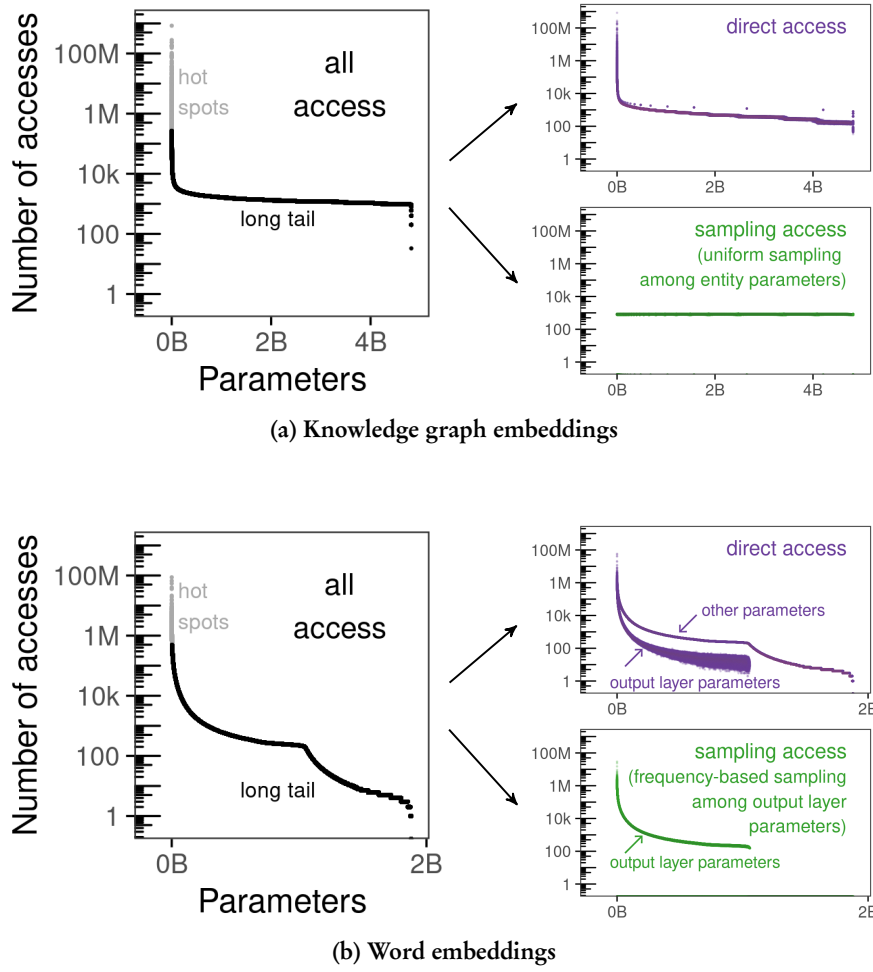 Number of accesses
100M
1M
10k
100
1
hot
spots
all
access
long tail
0B
2B
4B
Parameters
direct access
100M
1M
10k
100
1
0B
2B
4B
sampling access
(uniform sampling
among entity parameters)
100M
1M
10k
100
1
0B
2B
4B
(a) Knowledge graph embeddings
Number of accesses
100M
1M
10k
100
1
hot
spots
all
access
long tail
0B
2B
Parameters
direct access
100M
1M
10k
100
1
other parameters
output layer parameters
0B
2B
sampling access
(frequency-based sampling
among output layer
parameters)
100M
1M
10k
100
1
output layer parameters
0B
2B
(b) Word embeddings